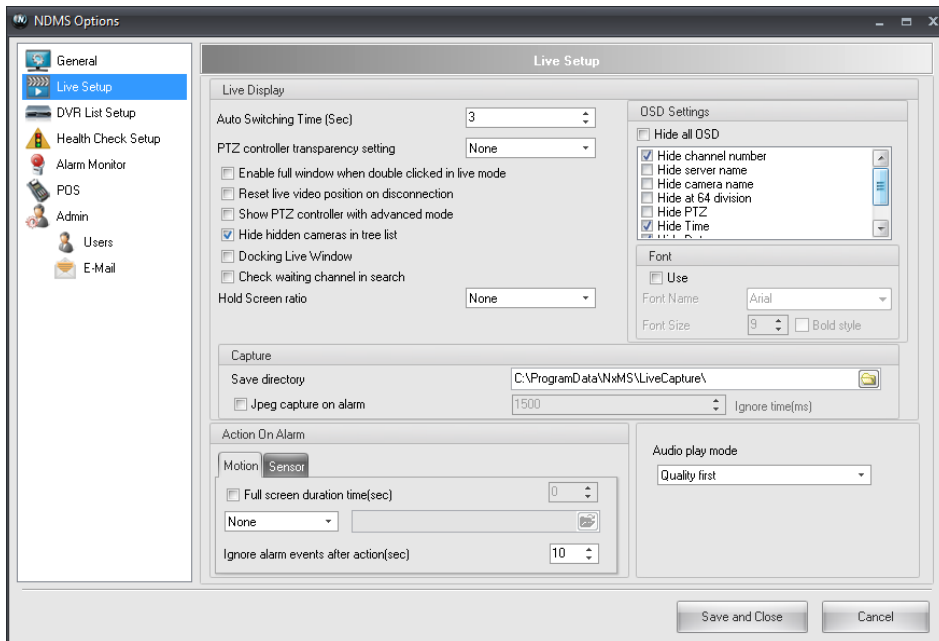 NDMS Options
General
Live Setup
DVR List Setup
Health Check Setup
Alarm Monitor
POS
Admin
Users
E-Mail
Live Setup
Live Display
Auto Switching Time (Sec)
3
PTZ controller transparency setting
None
Enable full window when double clicked in live mode
Reset live video position on disconnection
Show PTZ controller with advanced mode
Hide hidden cameras in tree list
Docking Live Window
Check waiting channel in search
Hold Screen ratio
None
OSD Settings
Hide all OSD
Hide channel number
Hide server name
Hide camera name
Hide at 64 division
Hide PTZ
Hide Time
Font
Use
Font Name
Arial
Font Size
9
Bold style
Capture
Save directory
C:\ProgramData\NxMS\LiveCapture\
Jpeg capture on alarm
1500
Ignore time(ms)
Action On Alarm
Motion
Sensor
Full screen duration time(sec)
0
None
Ignore alarm events after action(sec)
10
Audio play mode
Quality first
Save and Close
Cancel